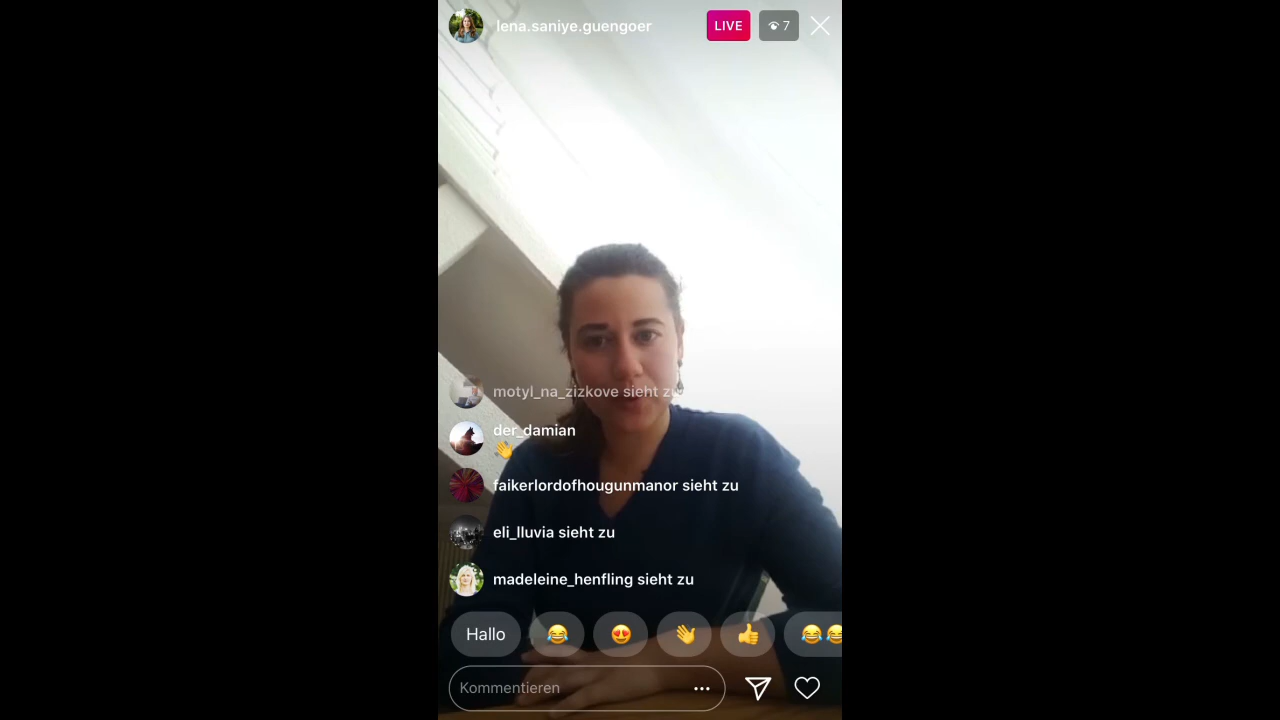 lena.saniye.guengoer
LIVE
7
motyl_na_zizkove sieht zu
der_damian
👋
faikerlordofhougunmanor sieht zu
eli_lluvia sieht zu
madeleine_henfling sieht zu
Hallo 😂 😍 👋 👍 😂😂
Kommentieren